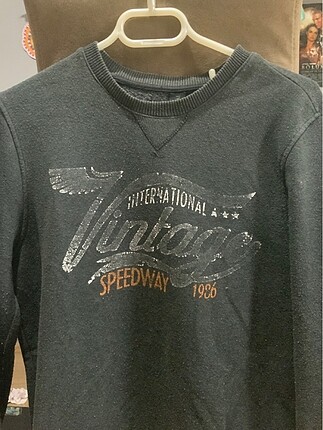 INTERNATIONAL
Vintage
SPEEDWAY 1986